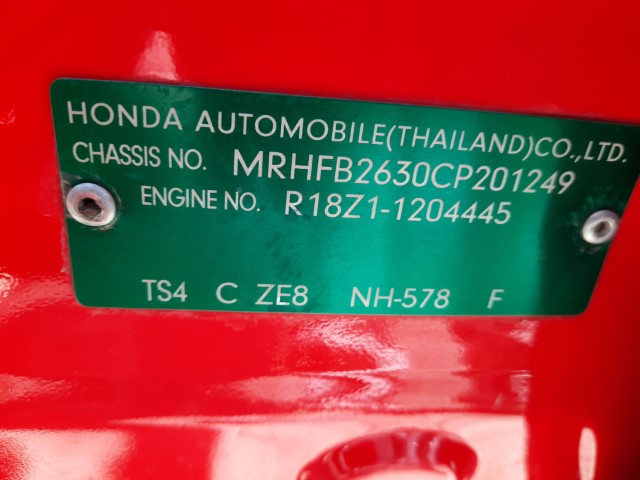 HONDA AUTOMOBILE(THAILAND)CO.,LTD.
CHASSIS NO. MRHFB2630CP201249
ENGINE NO. R18Z1-1204445
TS4 C ZE8 NH-578 F